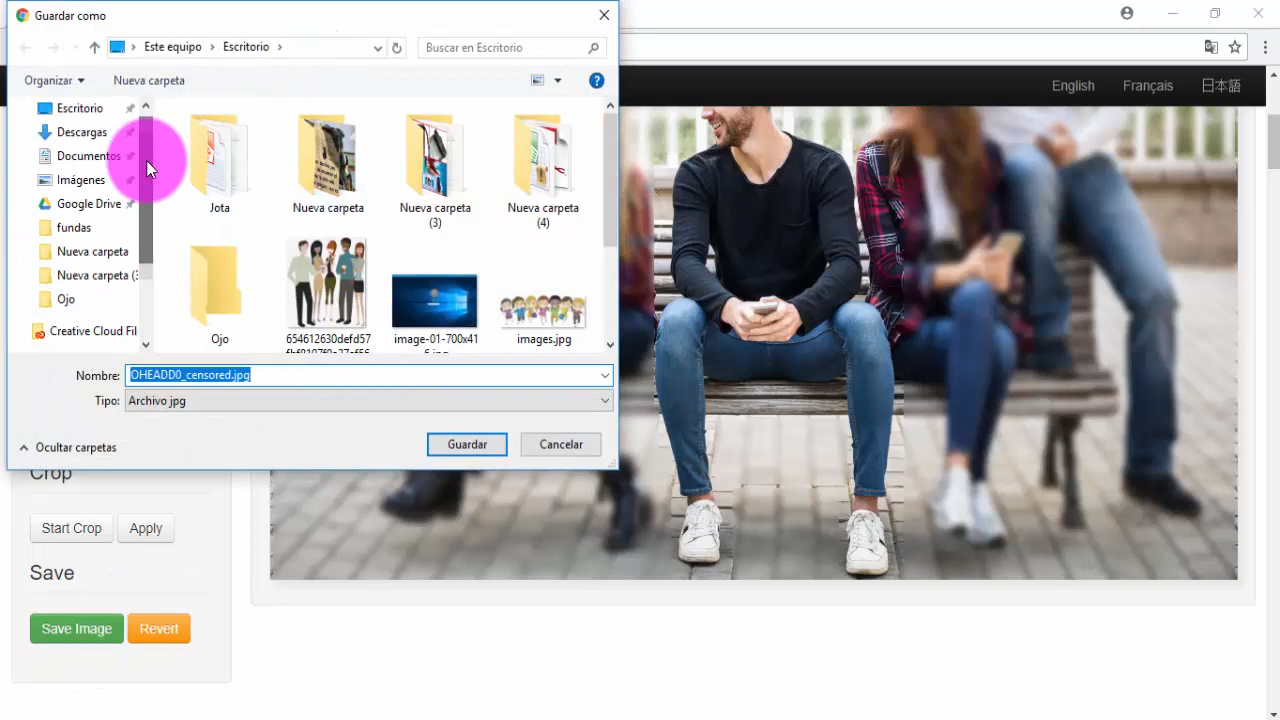 Guardar como
Este equipo
Escritorio
Buscar en Escritorio
Organizar
Nueva carpeta
English
Français
日本語
Escritorio
Descargas
Documentos
Imágenes
Google Drive
fundas
Nueva carpeta
Nueva carpeta (3
Ojo
Creative Cloud Fil
Jota
Nueva carpeta
Nueva carpeta
(3)
Nueva carpeta
(4)
Ojo
654612630defd57
image-01-700x41
images.jpg
Nombre:
OHEADD0_censored.jpg
Tipo:
Archivo jpg
Ocultar carpetas
Guardar
Cancelar
Crop
Start Crop
Apply
Save
Save Image
Revert